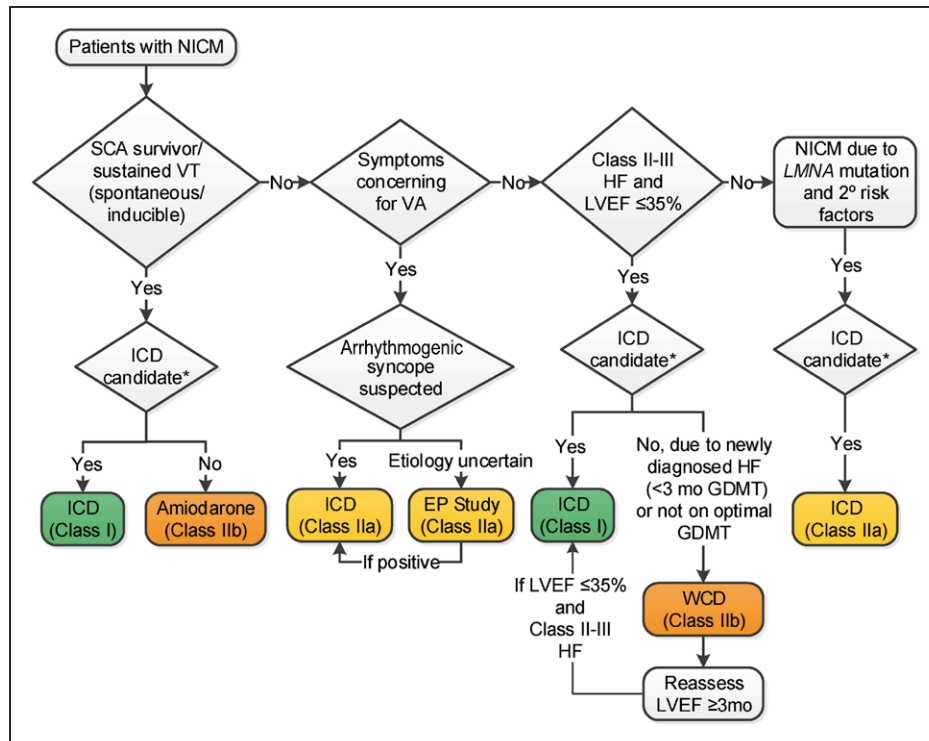 Patients with NICM
SCA survivor/
sustained VT
(spontaneous/
inducible)
No
Symptoms
concerning
for VA
No
Class II-III
HF and
LVEF ≤35%
No
NICM due to
LMNA mutation
and 2º risk
factors
Yes
Yes
Yes
Yes
ICD
candidate*
Arrhythmogenic
syncope
suspected
ICD
candidate*
ICD
candidate*
Yes
No
Yes
Etiology uncertain
Yes
No, due to newly
diagnosed HF
(<3 mo GDMT)
or not on optimal
GDMT
Yes
ICD
(Class I)
Amiodarone
(Class IIb)
ICD
(Class IIa)
EP Study
(Class IIa)
If positive
ICD
(Class I)
ICD
(Class IIa)
If LVEF ≤35%
and
Class II-III
HF
WCD
(Class IIb)
Reassess
LVEF ≥3mo